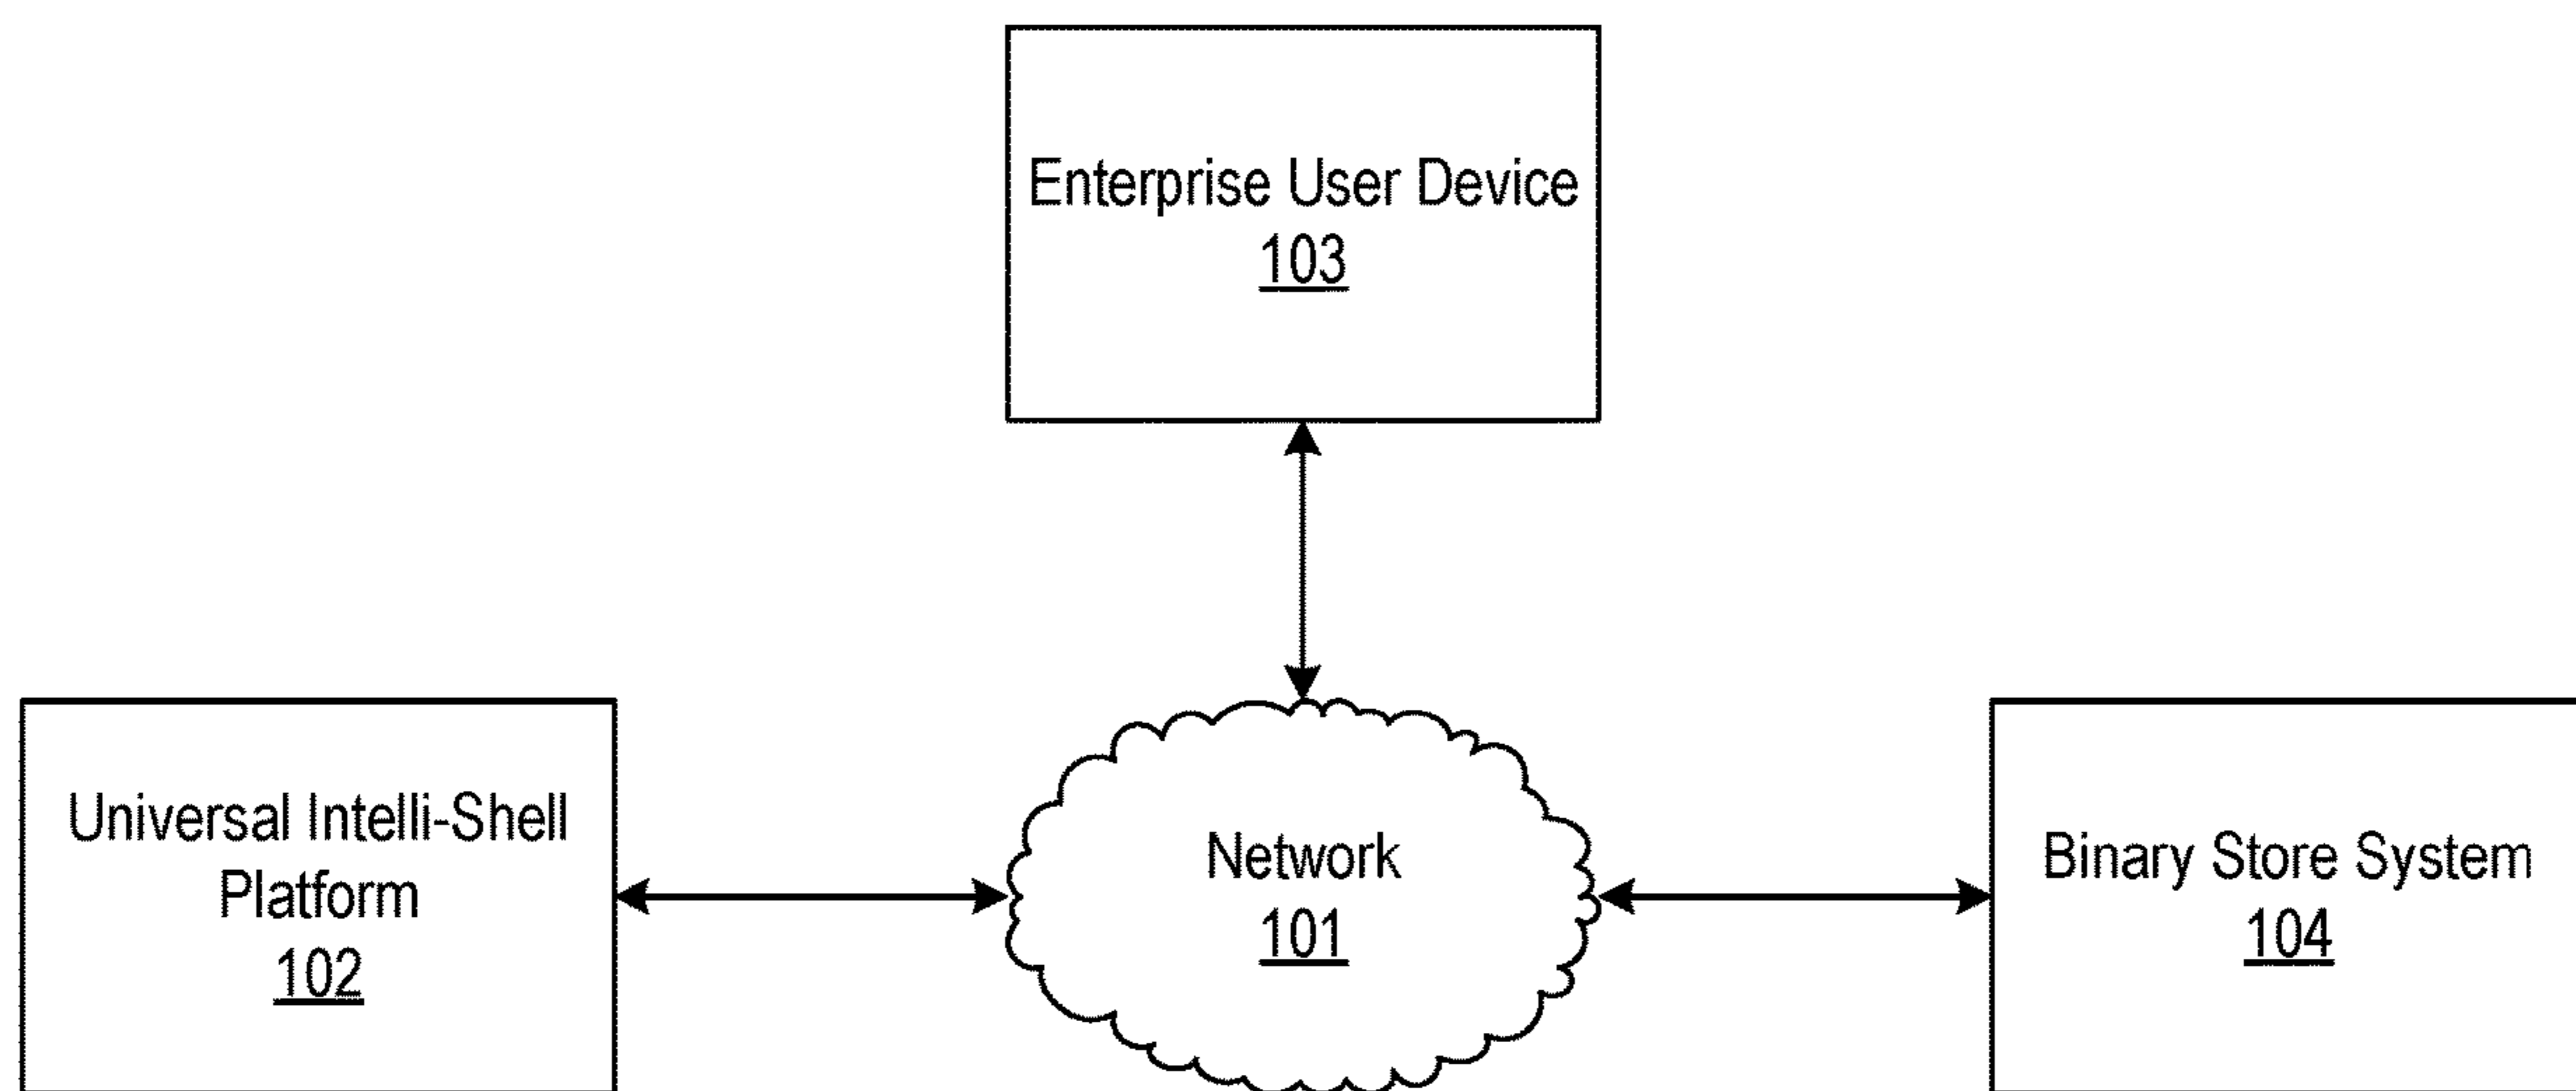 Enterprise User Device
103
Universal Intelli-Shell
Platform
102
Network
101
Binary Store System
104